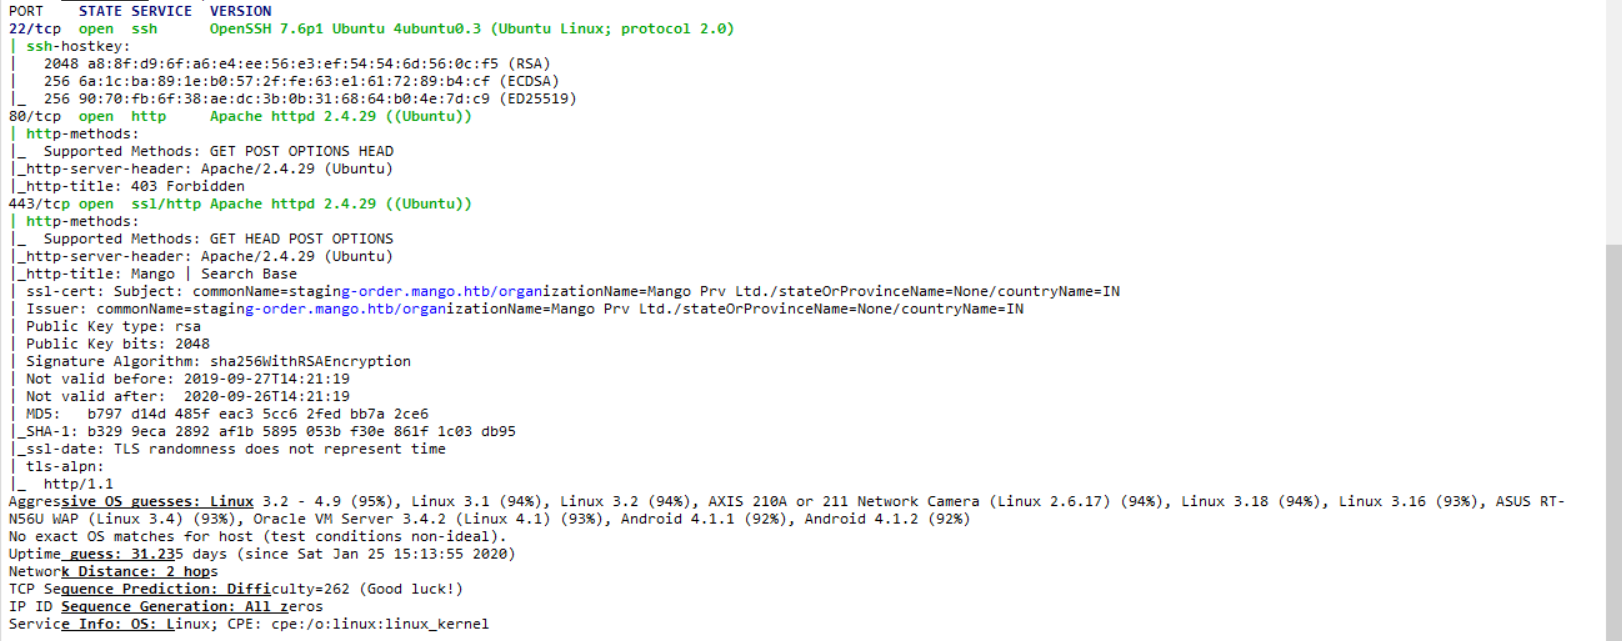 PORT STATE SERVICE VERSION
22/tcp open ssh OpenSSH 7.6p1 Ubuntu 4ubuntu0.3 (Ubuntu Linux; protocol 2.0)
| ssh-hostkey:
| 2048 a8:8f:d9:6f:a6:e4:ee:56:e3:ef:54:54:6d:56:0c:f5 (RSA)
| 256 6a:1c:ba:89:1e:b0:57:2f:fe:63:e1:61:72:89:b4:cf (ECDSA)
|_ 256 90:70:fb:6f:38:ae:dc:3b:0b:31:68:64:b0:4e:7d:c9 (ED25519)
80/tcp open http Apache httpd 2.4.29 ((Ubuntu))
| http-methods:
|_ Supported Methods: GET POST OPTIONS HEAD
|_http-server-header: Apache/2.4.29 (Ubuntu)
|_http-title: 403 Forbidden
443/tcp open ssl/http Apache httpd 2.4.29 ((Ubuntu))
| http-methods:
|_ Supported Methods: GET HEAD POST OPTIONS
|_http-server-header: Apache/2.4.29 (Ubuntu)
|_http-title: Mango | Search Base
| ssl-cert: Subject: commonName=staging-order.mango.htb/organizationName=Mango Prv Ltd./stateOrProvinceName=None/countryName=IN
| Issuer: commonName=staging-order.mango.htb/organizationName=Mango Prv Ltd./stateOrProvinceName=None/countryName=IN
| Public Key type: rsa
| Public Key bits: 2048
| Signature Algorithm: sha256WithRSAEncryption
| Not valid before: 2019-09-27T14:21:19
| Not valid after: 2020-09-26T14:21:19
| MD5: b797 d14d 485f eac3 5cc6 2fed bb7a 2ce6
|_SHA-1: b329 9eca 2892 af1b 5895 053b f30e 861f 1c03 db95
|_ssl-date: TLS randomness does not represent time
| tls-alpn:
|_ http/1.1
Aggressive OS guesses: Linux 3.2 - 4.9 (95%), Linux 3.1 (94%), Linux 3.2 (94%), AXIS 210A or 211 Network Camera (Linux 2.6.17) (94%), Linux 3.18 (94%), Linux 3.16 (93%), ASUS RT-
N56U WAP (Linux 3.4) (93%), Oracle VM Server 3.4.2 (Linux 4.1) (93%), Android 4.1.1 (92%), Android 4.1.2 (92%)
No exact OS matches for host (test conditions non-ideal).
Uptime guess: 31.235 days (since Sat Jan 25 15:13:55 2020)
Network Distance: 2 hops
TCP Sequence Prediction: Difficulty=262 (Good luck!)
IP ID Sequence Generation: All zeros
Service Info: OS: Linux; CPE: cpe:/o:linux:linux_kernel